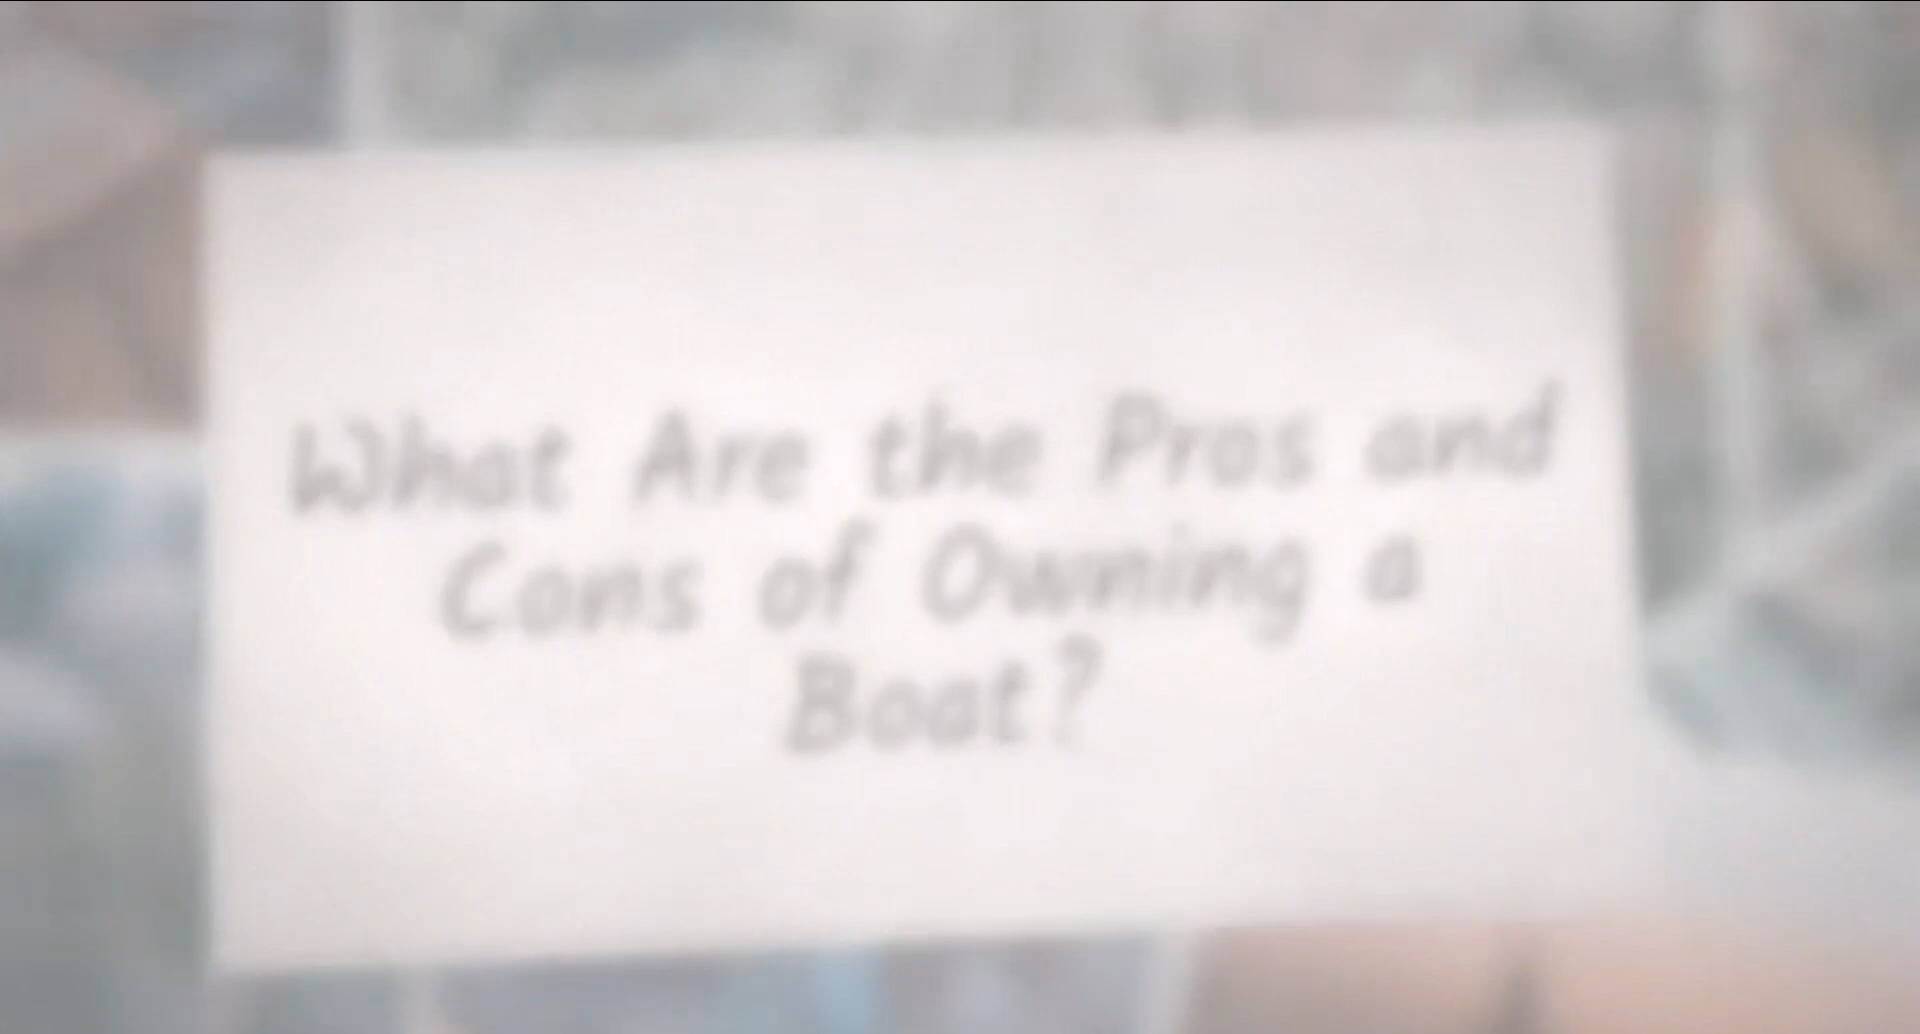 What Are the Pros and
Cons of Owning a
Boat?